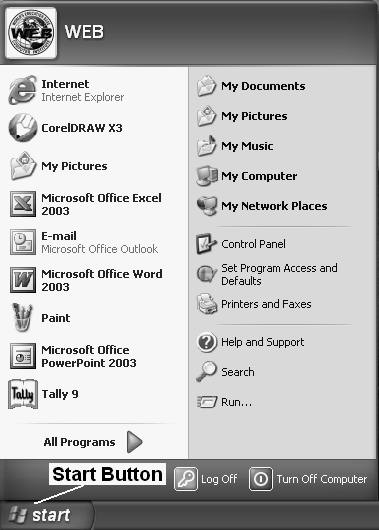 WEB
WEB
Internet
Internet Explorer
CorelDRAW X3
My Pictures
Microsoft Office Excel
2003
E-mail
Microsoft Office Outlook
Microsoft Office Word
2003
Paint
Microsoft Office
PowerPoint 2003
Tally
Tally 9
All Programs
My Documents
My Pictures
My Music
My Computer
My Network Places
Control Panel
Set Program Access and
Defaults
Printers and Faxes
Help and Support
Search
Run...
Start Button
Log Off
Turn Off Computer
start